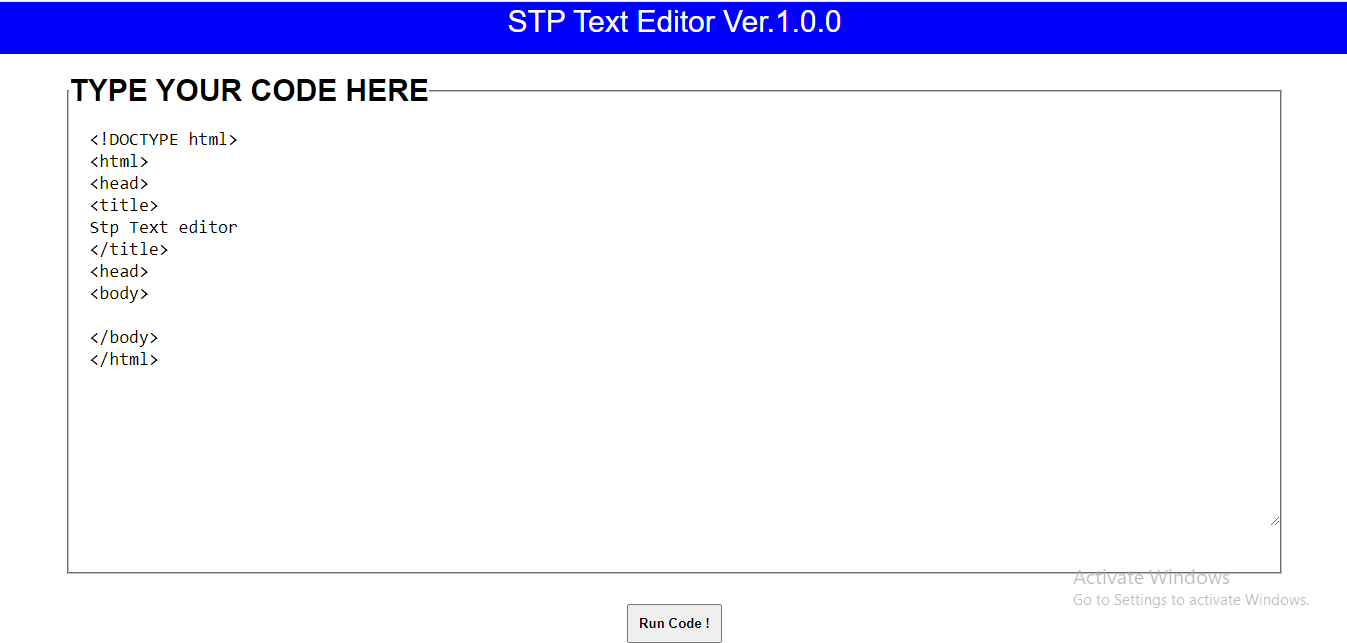 STP Text Editor Ver.1.0.0
TYPE YOUR CODE HERE
<!DOCTYPE html>
<html>
<head>
<title>
Stp Text editor
</title>
<head>
<body>
</body>
</html>
Activate Windows
Go to Settings to activate Windows.
Run Code !